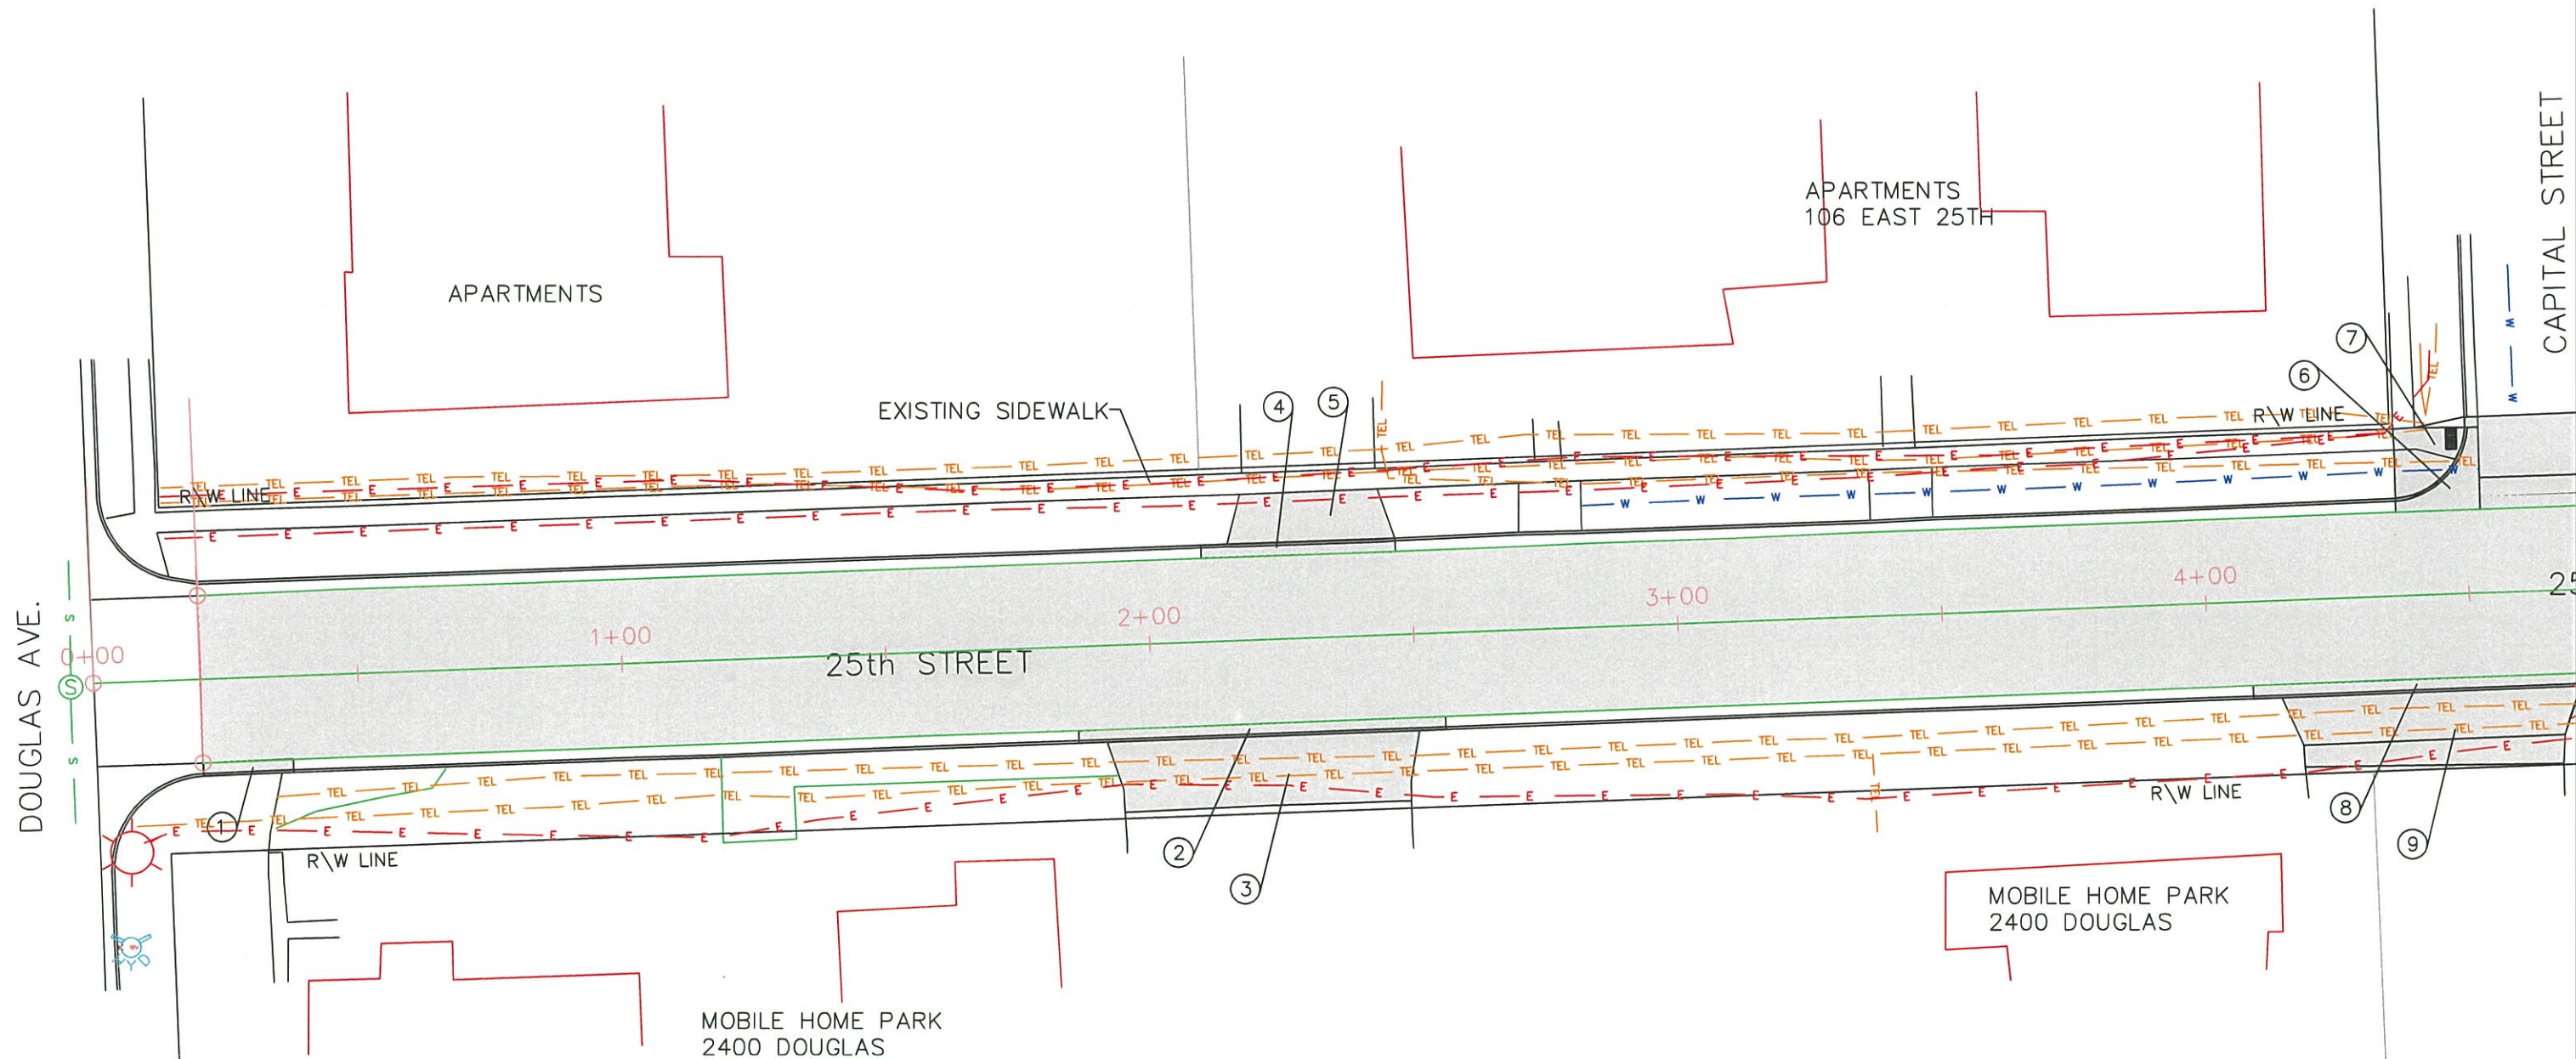 CAPITAL STREET
APARTMENTS
106 EAST 25TH
APARTMENTS
7
6
EXISTING SIDEWALK
4
5
R\W LINE
R\W LINE
TEL
E
W
S
4+00
3+00
2+00
1+00
0+00
25th STREET
25
DOUGLAS AVE.
S
1
R\W LINE
R\W LINE
2
3
8
9
MOBILE HOME PARK
2400 DOUGLAS
MOBILE HOME PARK
2400 DOUGLAS